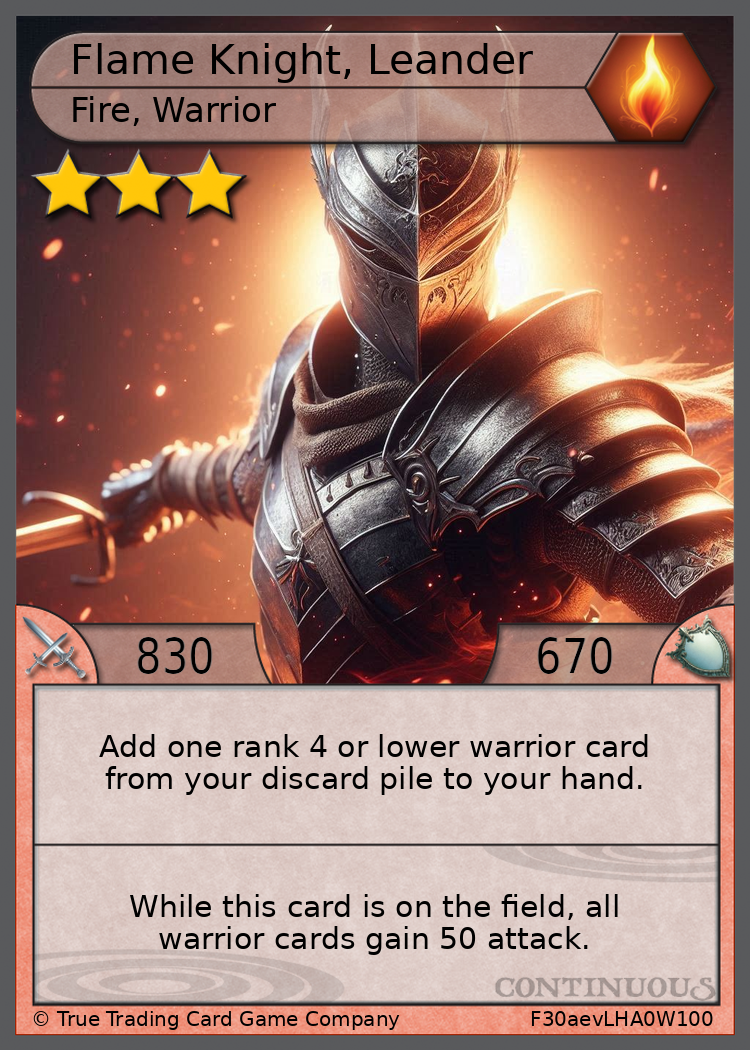 Flame Knight, Leander
Fire, Warrior
830
670
Add one rank 4 or lower warrior card
from your discard pile to your hand.
While this card is on the field, all
warrior cards gain 50 attack.
CONTINUOUS
© True Trading Card Game Company
F30aevLHA0W100